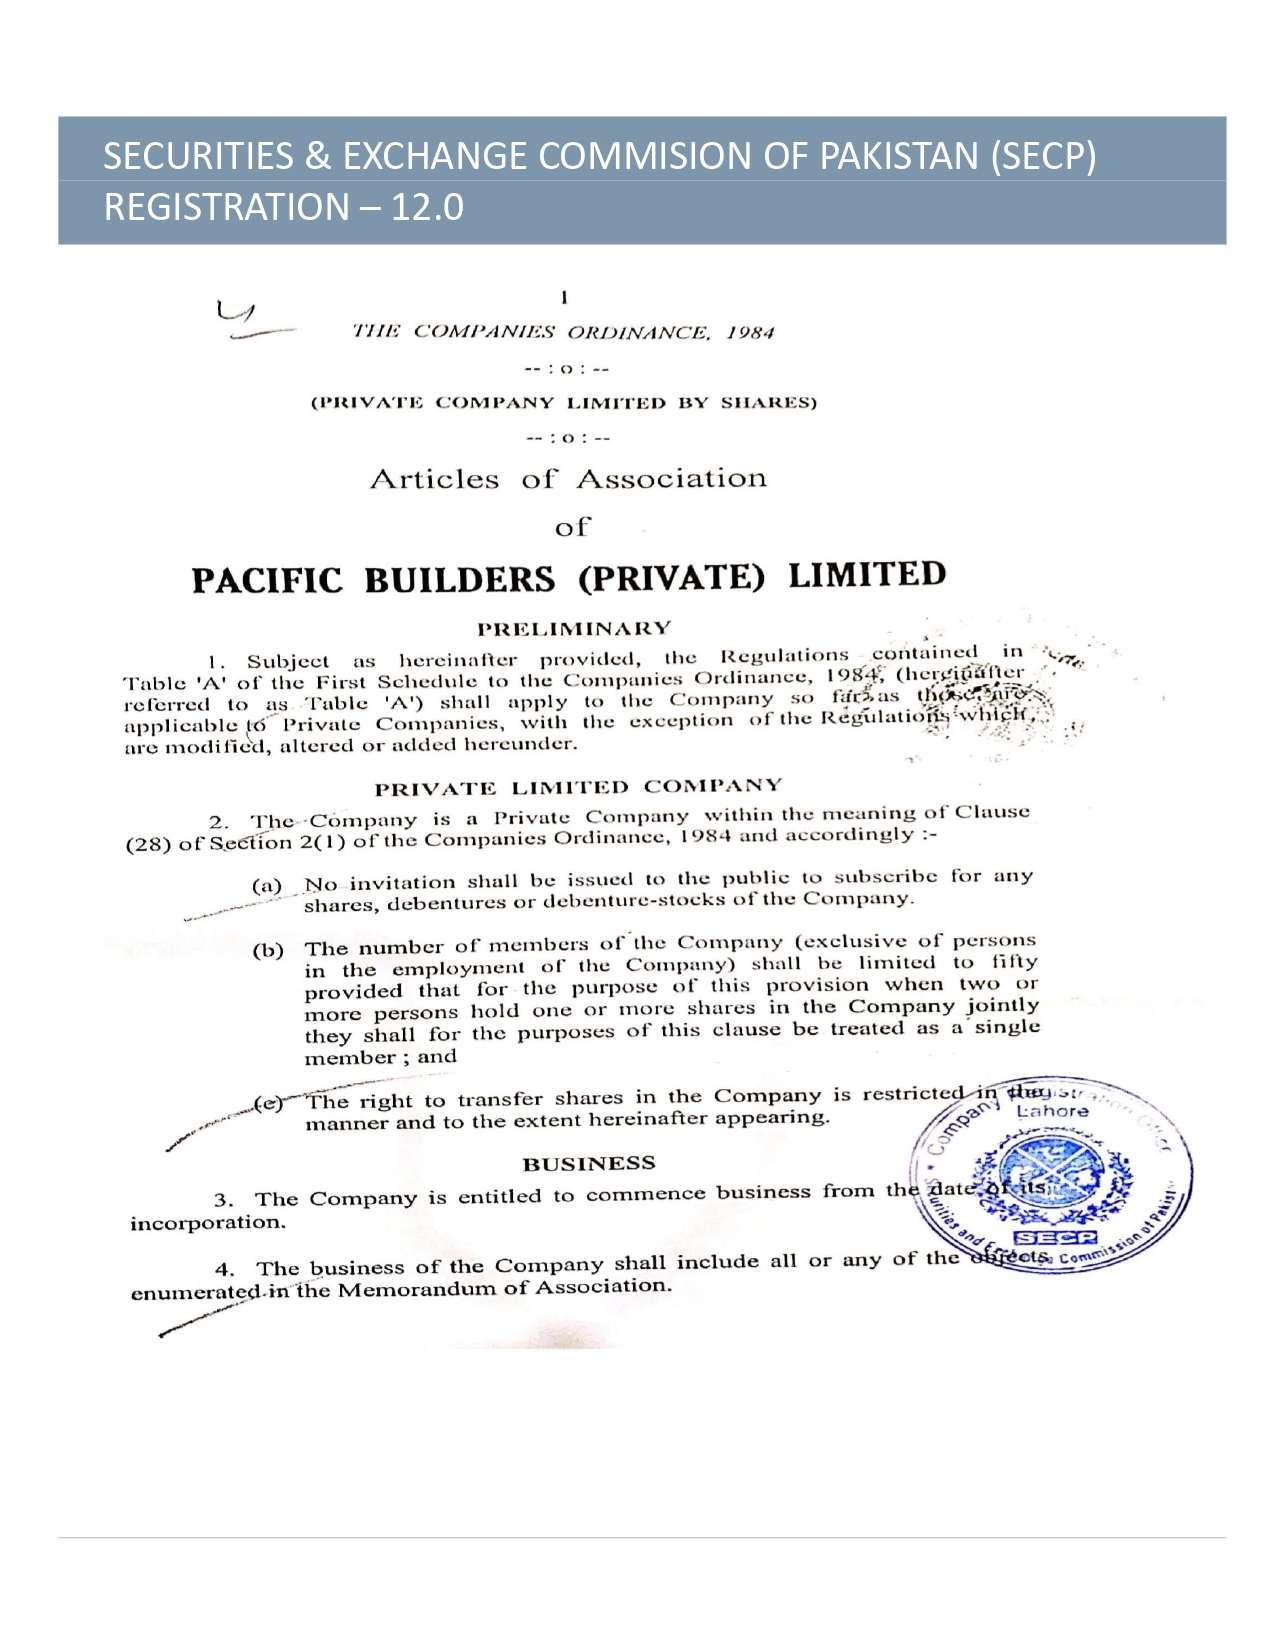 SECURITIES & EXCHANGE COMMISION OF PAKISTAN (SECP)
REGISTRATION – 12.0
1
THE COMPANIES ORDINANCE, 1984
-- : o : --
(PRIVATE COMPANY LIMITED BY SHARES)
-- : o : --
Articles of Association
of
PACIFIC BUILDERS (PRIVATE) LIMITED
PRELIMINARY
1. Subject as hereinafter provided, the Regulations contained in
Table 'A' of the First Schedule to the Companies Ordinance, 1984, (hereinafter
referred to as Table 'A') shall apply to the Company so far as those are
applicable to Private Companies, with the exception of the Regulations which
are modified, altered or added hereunder.
PRIVATE LIMITED COMPANY
2. The Company is a Private Company within the meaning of Clause
(28) of Section 2(1) of the Companies Ordinance, 1984 and accordingly :-
(a) No invitation shall be issued to the public to subscribe for any
shares, debentures or debenture-stocks of the Company.
(b) The number of members of the Company (exclusive of persons
in the employment of the Company) shall be limited to fifty
provided that for the purpose of this provision when two or
more persons hold one or more shares in the Company jointly
they shall for the purposes of this clause be treated as a single
member ; and
(c) The right to transfer shares in the Company is restricted in the
manner and to the extent hereinafter appearing.
BUSINESS
3. The Company is entitled to commence business from the date of its
incorporation.
4. The business of the Company shall include all or any of the objects
enumerated in the Memorandum of Association.
Company Registration Office
Lahore
SECP
Securities and Exchange Commission of Pakistan